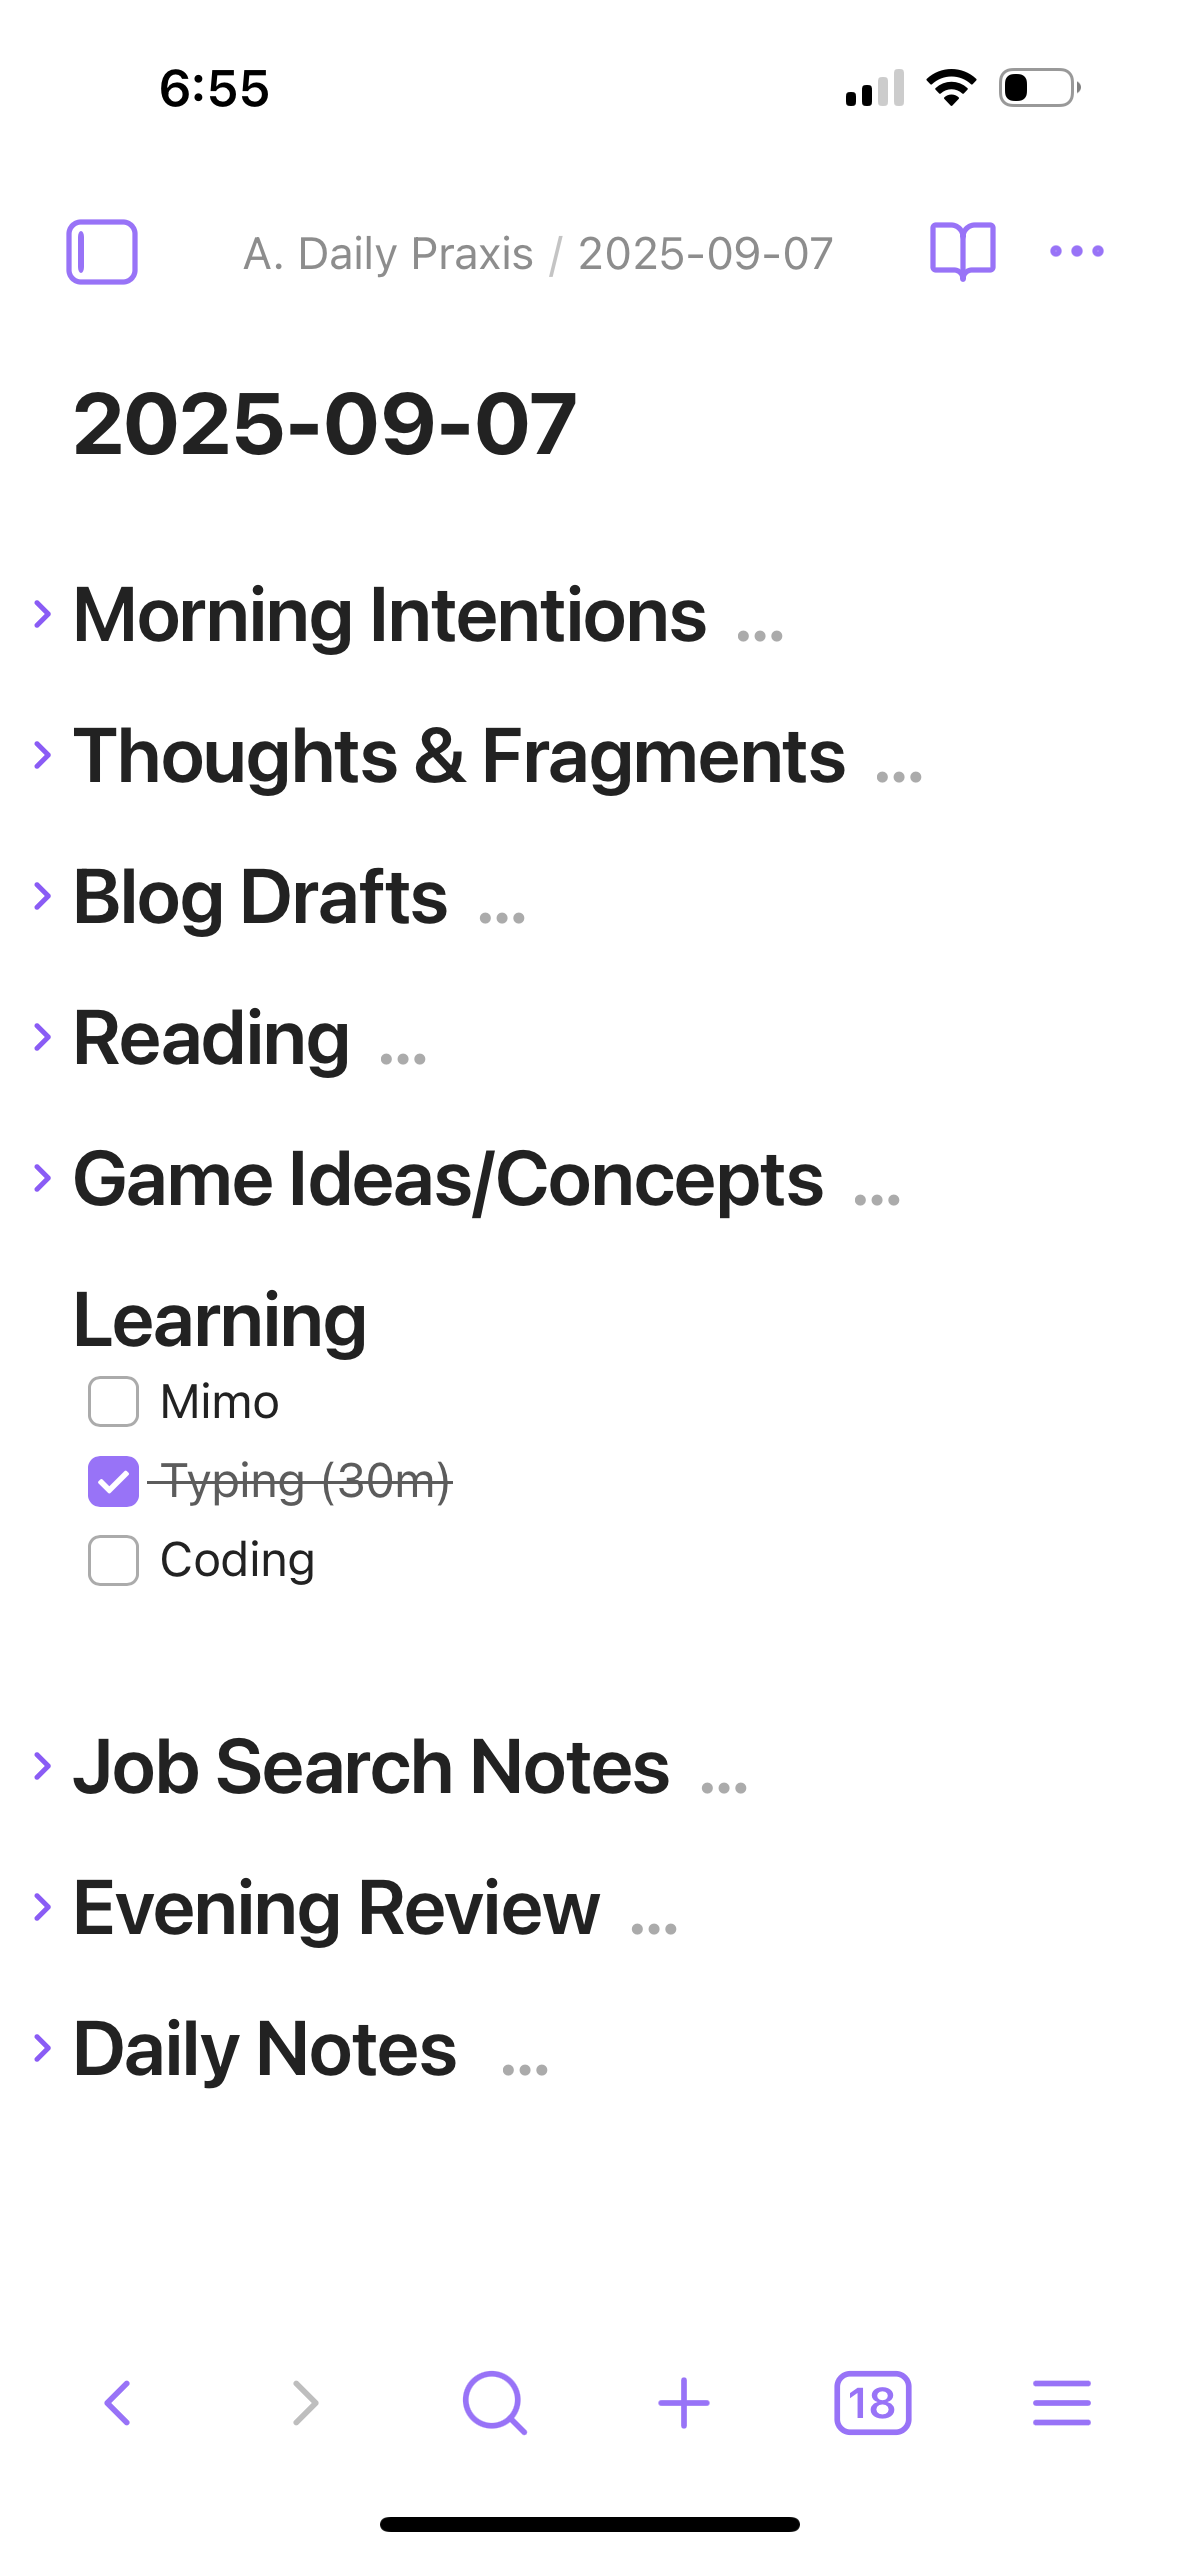 6:55
A. Daily Praxis / 2025-09-07
2025-09-07
Morning Intentions ...
Thoughts & Fragments ...
Blog Drafts ...
Reading ...
Game Ideas/Concepts ...
Learning
Mimo
Typing (30m)
Coding
Job Search Notes ...
Evening Review ...
Daily Notes ...
18